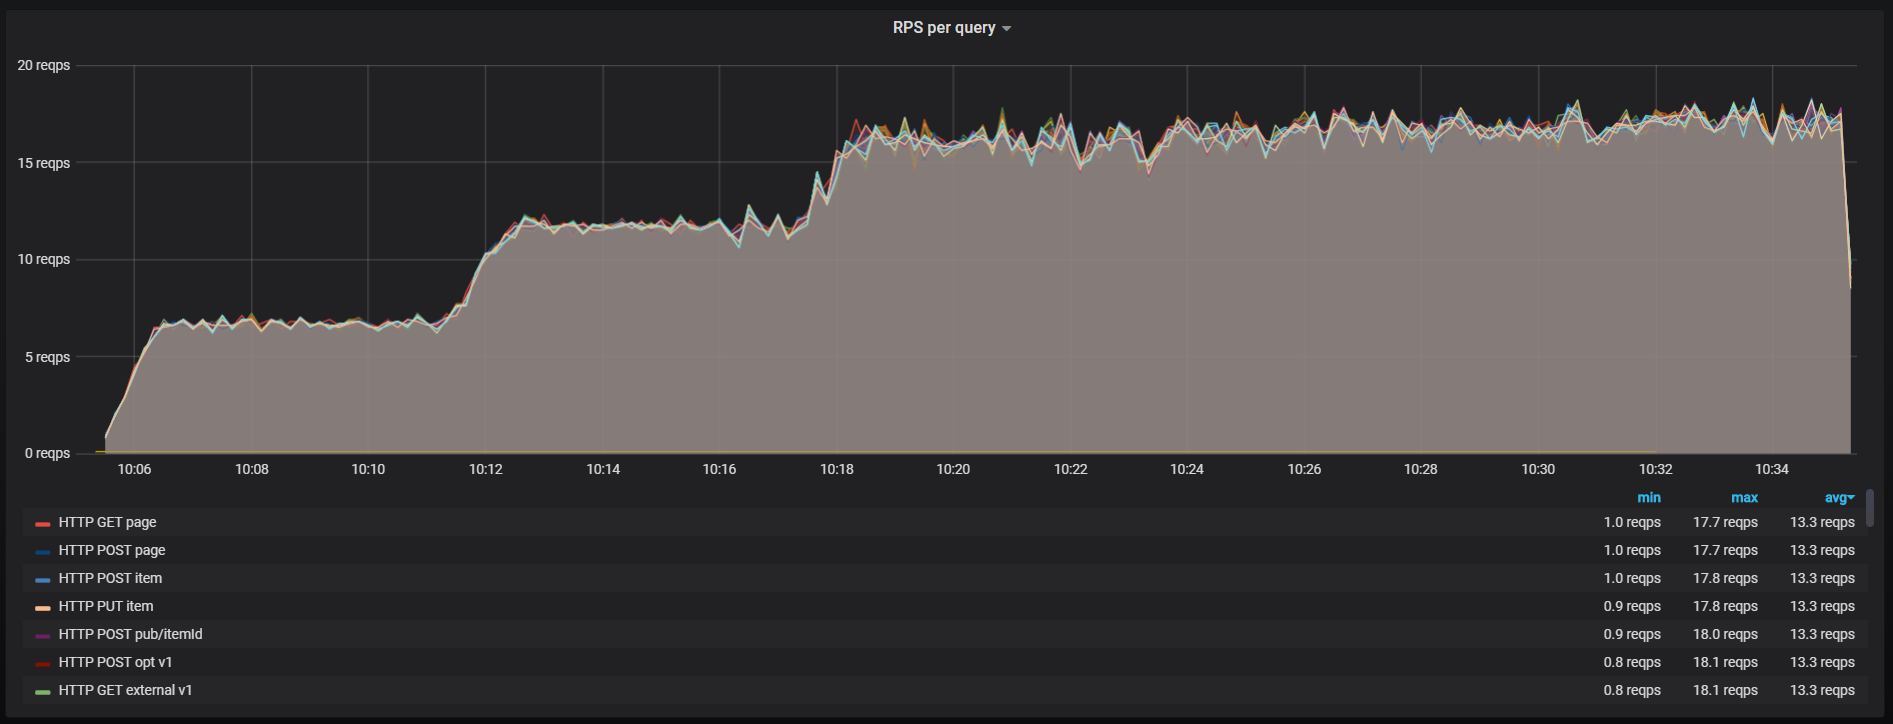 RPS per query
20 reqps
15 reqps
10 reqps
5 reqps
0 reqps
10:06 10:08 10:10 10:12 10:14 10:16 10:18 10:20 10:22 10:24 10:26 10:28 10:30 10:32 10:34
min max avg
HTTP GET page 1.0 reqps 17.7 reqps 13.3 reqps
HTTP POST page 1.0 reqps 17.7 reqps 13.3 reqps
HTTP POST item 1.0 reqps 17.8 reqps 13.3 reqps
HTTP PUT item 0.9 reqps 17.8 reqps 13.3 reqps
HTTP POST pub/itemId 0.9 reqps 18.0 reqps 13.3 reqps
HTTP POST opt v1 0.8 reqps 18.1 reqps 13.3 reqps
HTTP GET external v1 0.8 reqps 18.1 reqps 13.3 reqps